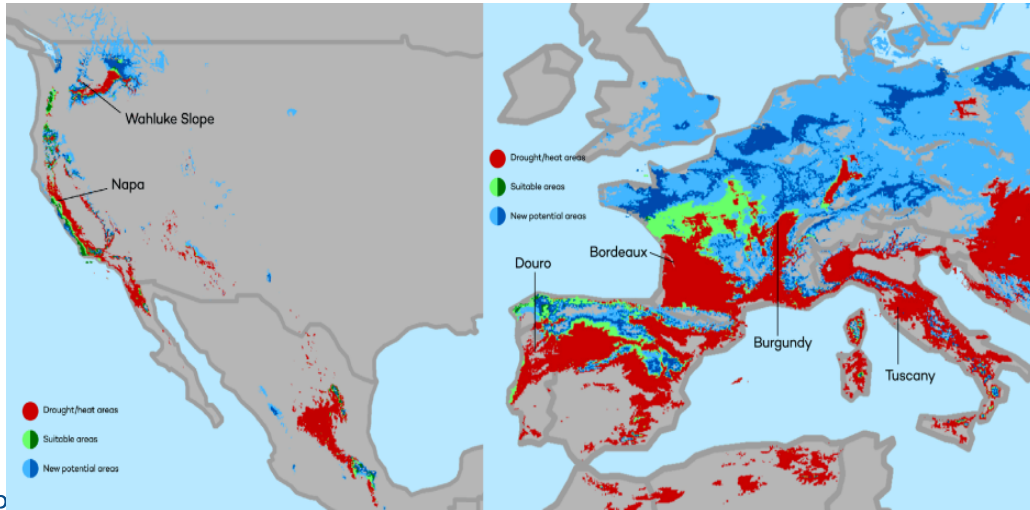 Wahluke Slope
Napa
Drought/heat areas
Suitable areas
New potential areas
Drought/heat areas
Suitable areas
New potential areas
Bordeaux
Douro
Burgundy
Tuscany